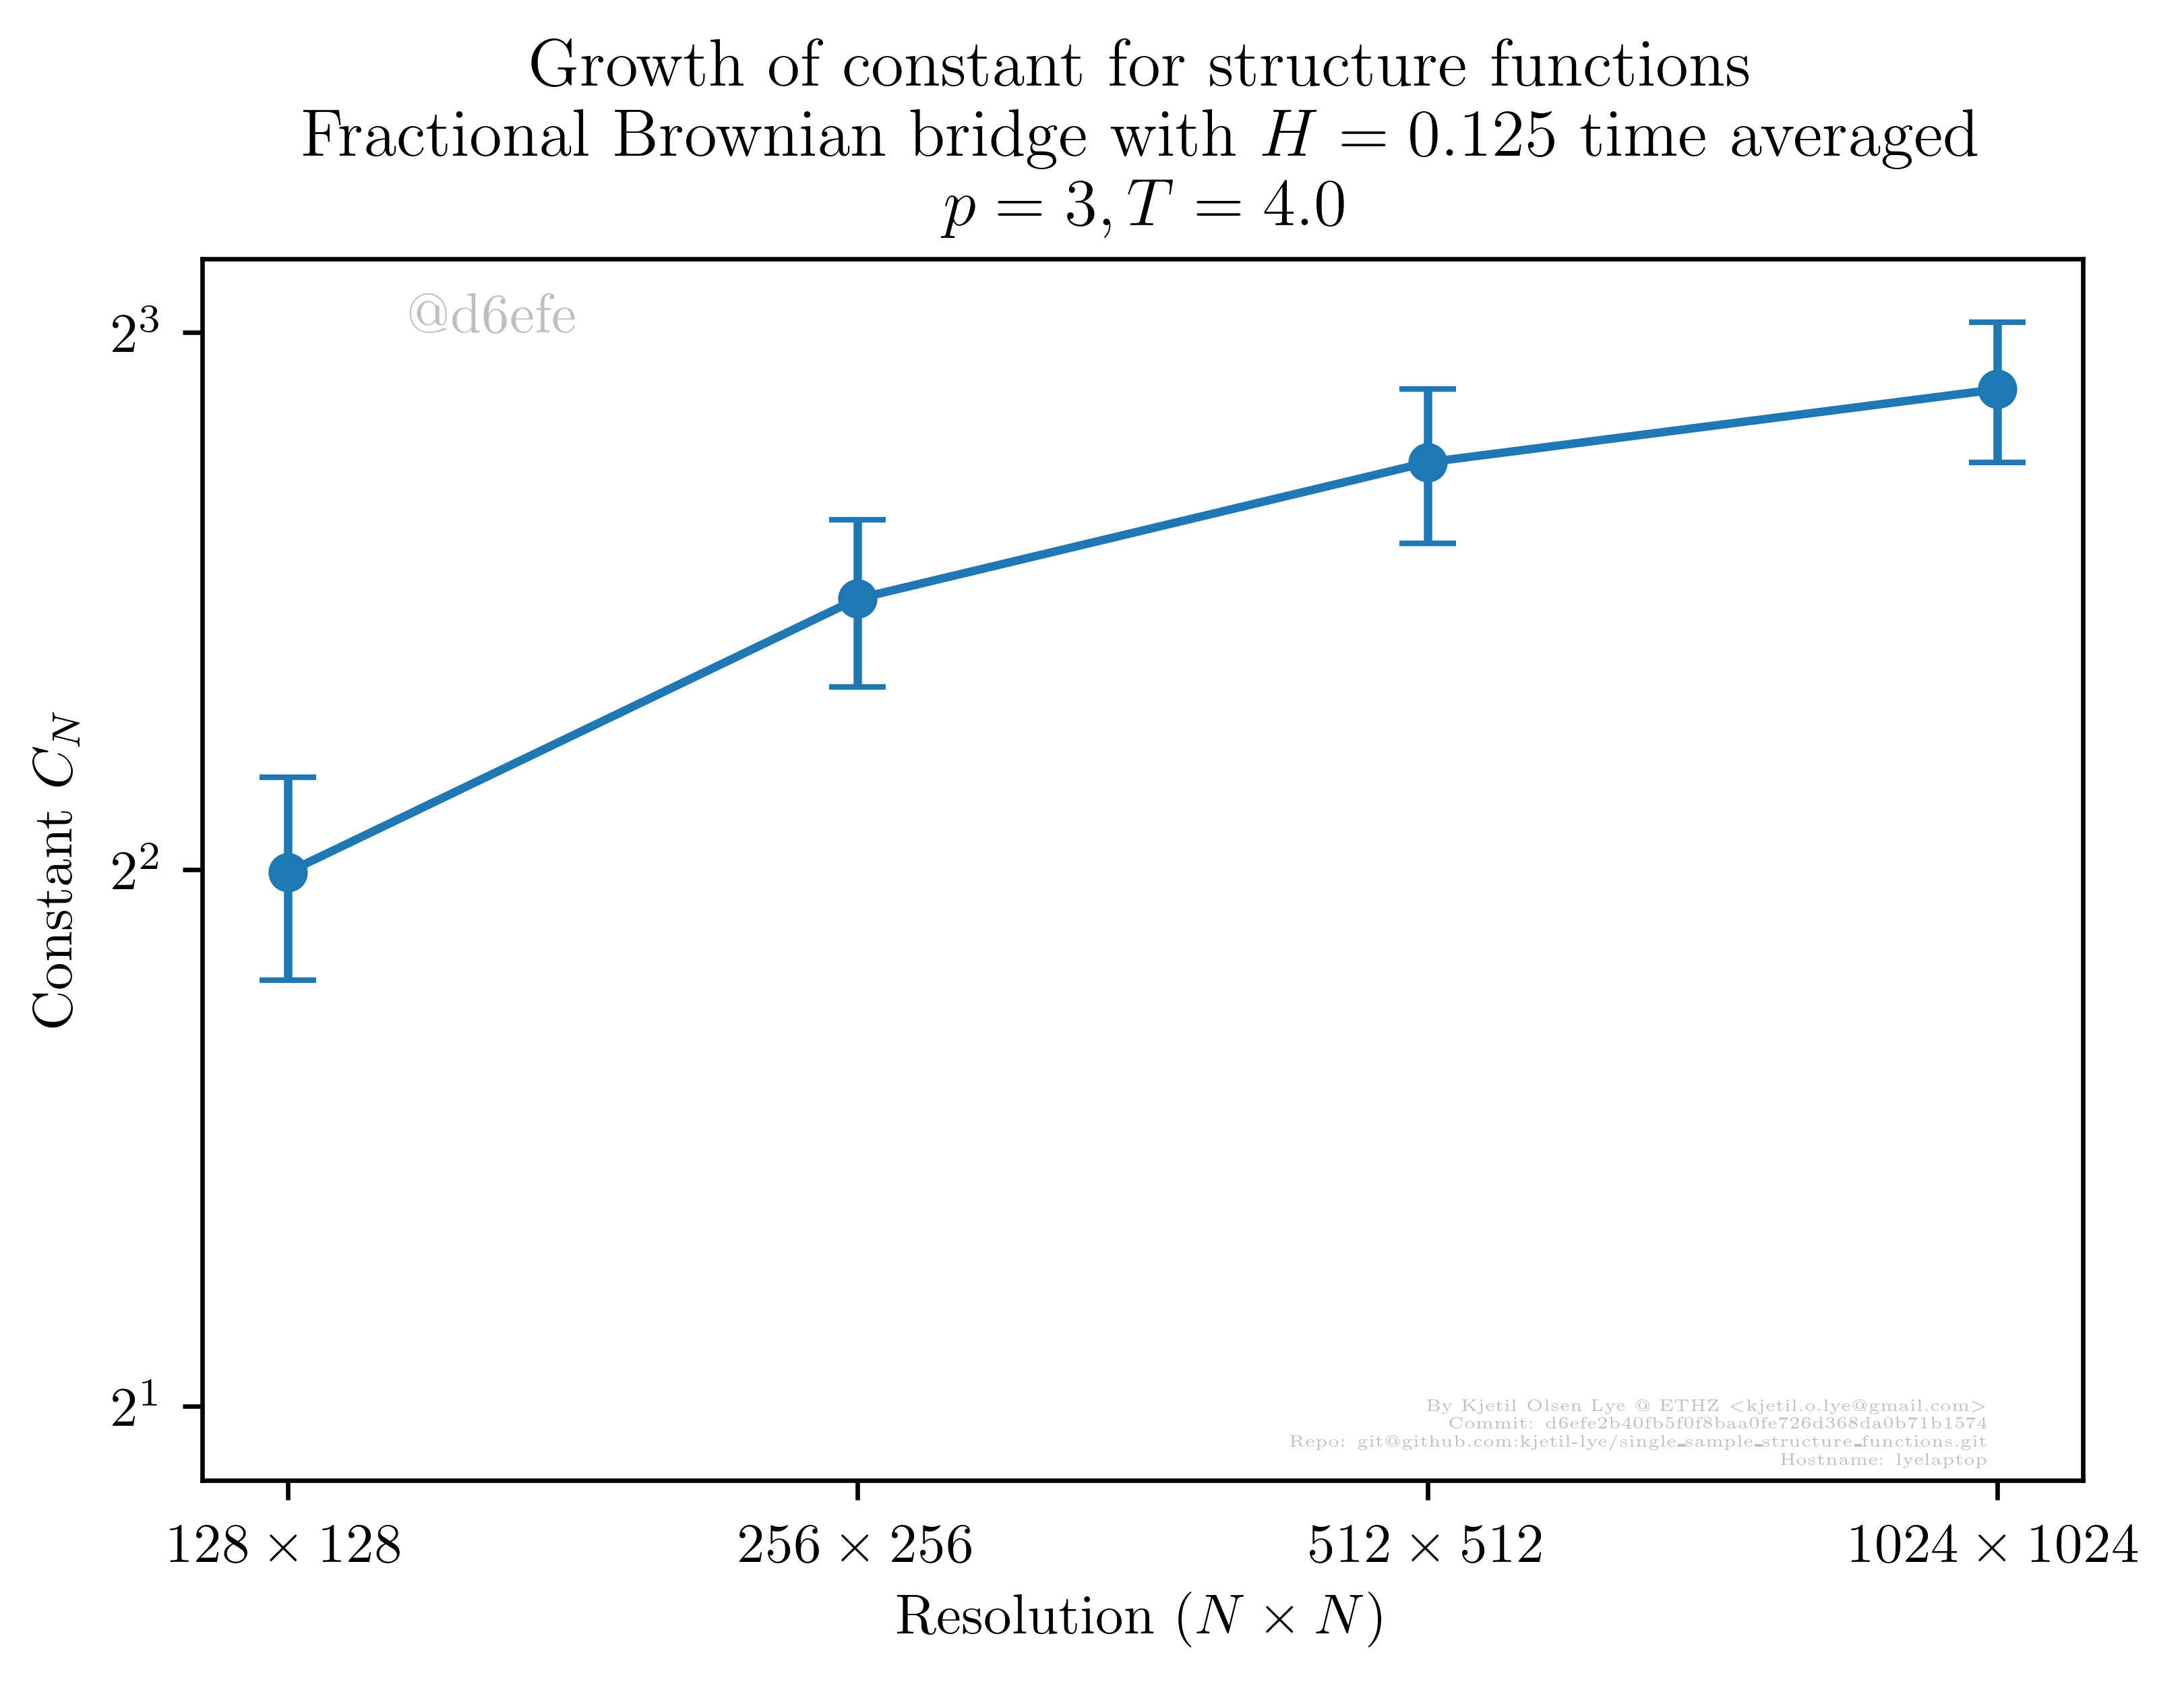 Growth of constant for structure functions
Fractional Brownian bridge with H = 0.125 time averaged
p = 3, T = 4.0
@d6efe
2³
2²
2¹
Constant C_N
By Kjetil Olsen Lye @ ETHZ <kjetil.o.lye@gmail.com>
Commit: d6efe2b40fb5f0f8baa0fe726d368da0b71b1574
Repo: git@github.com:kjetil-lye/single_sample_structure_functions.git
Hostname: lyelaptop
128 × 128
256 × 256
512 × 512
1024 × 1024
Resolution (N × N)